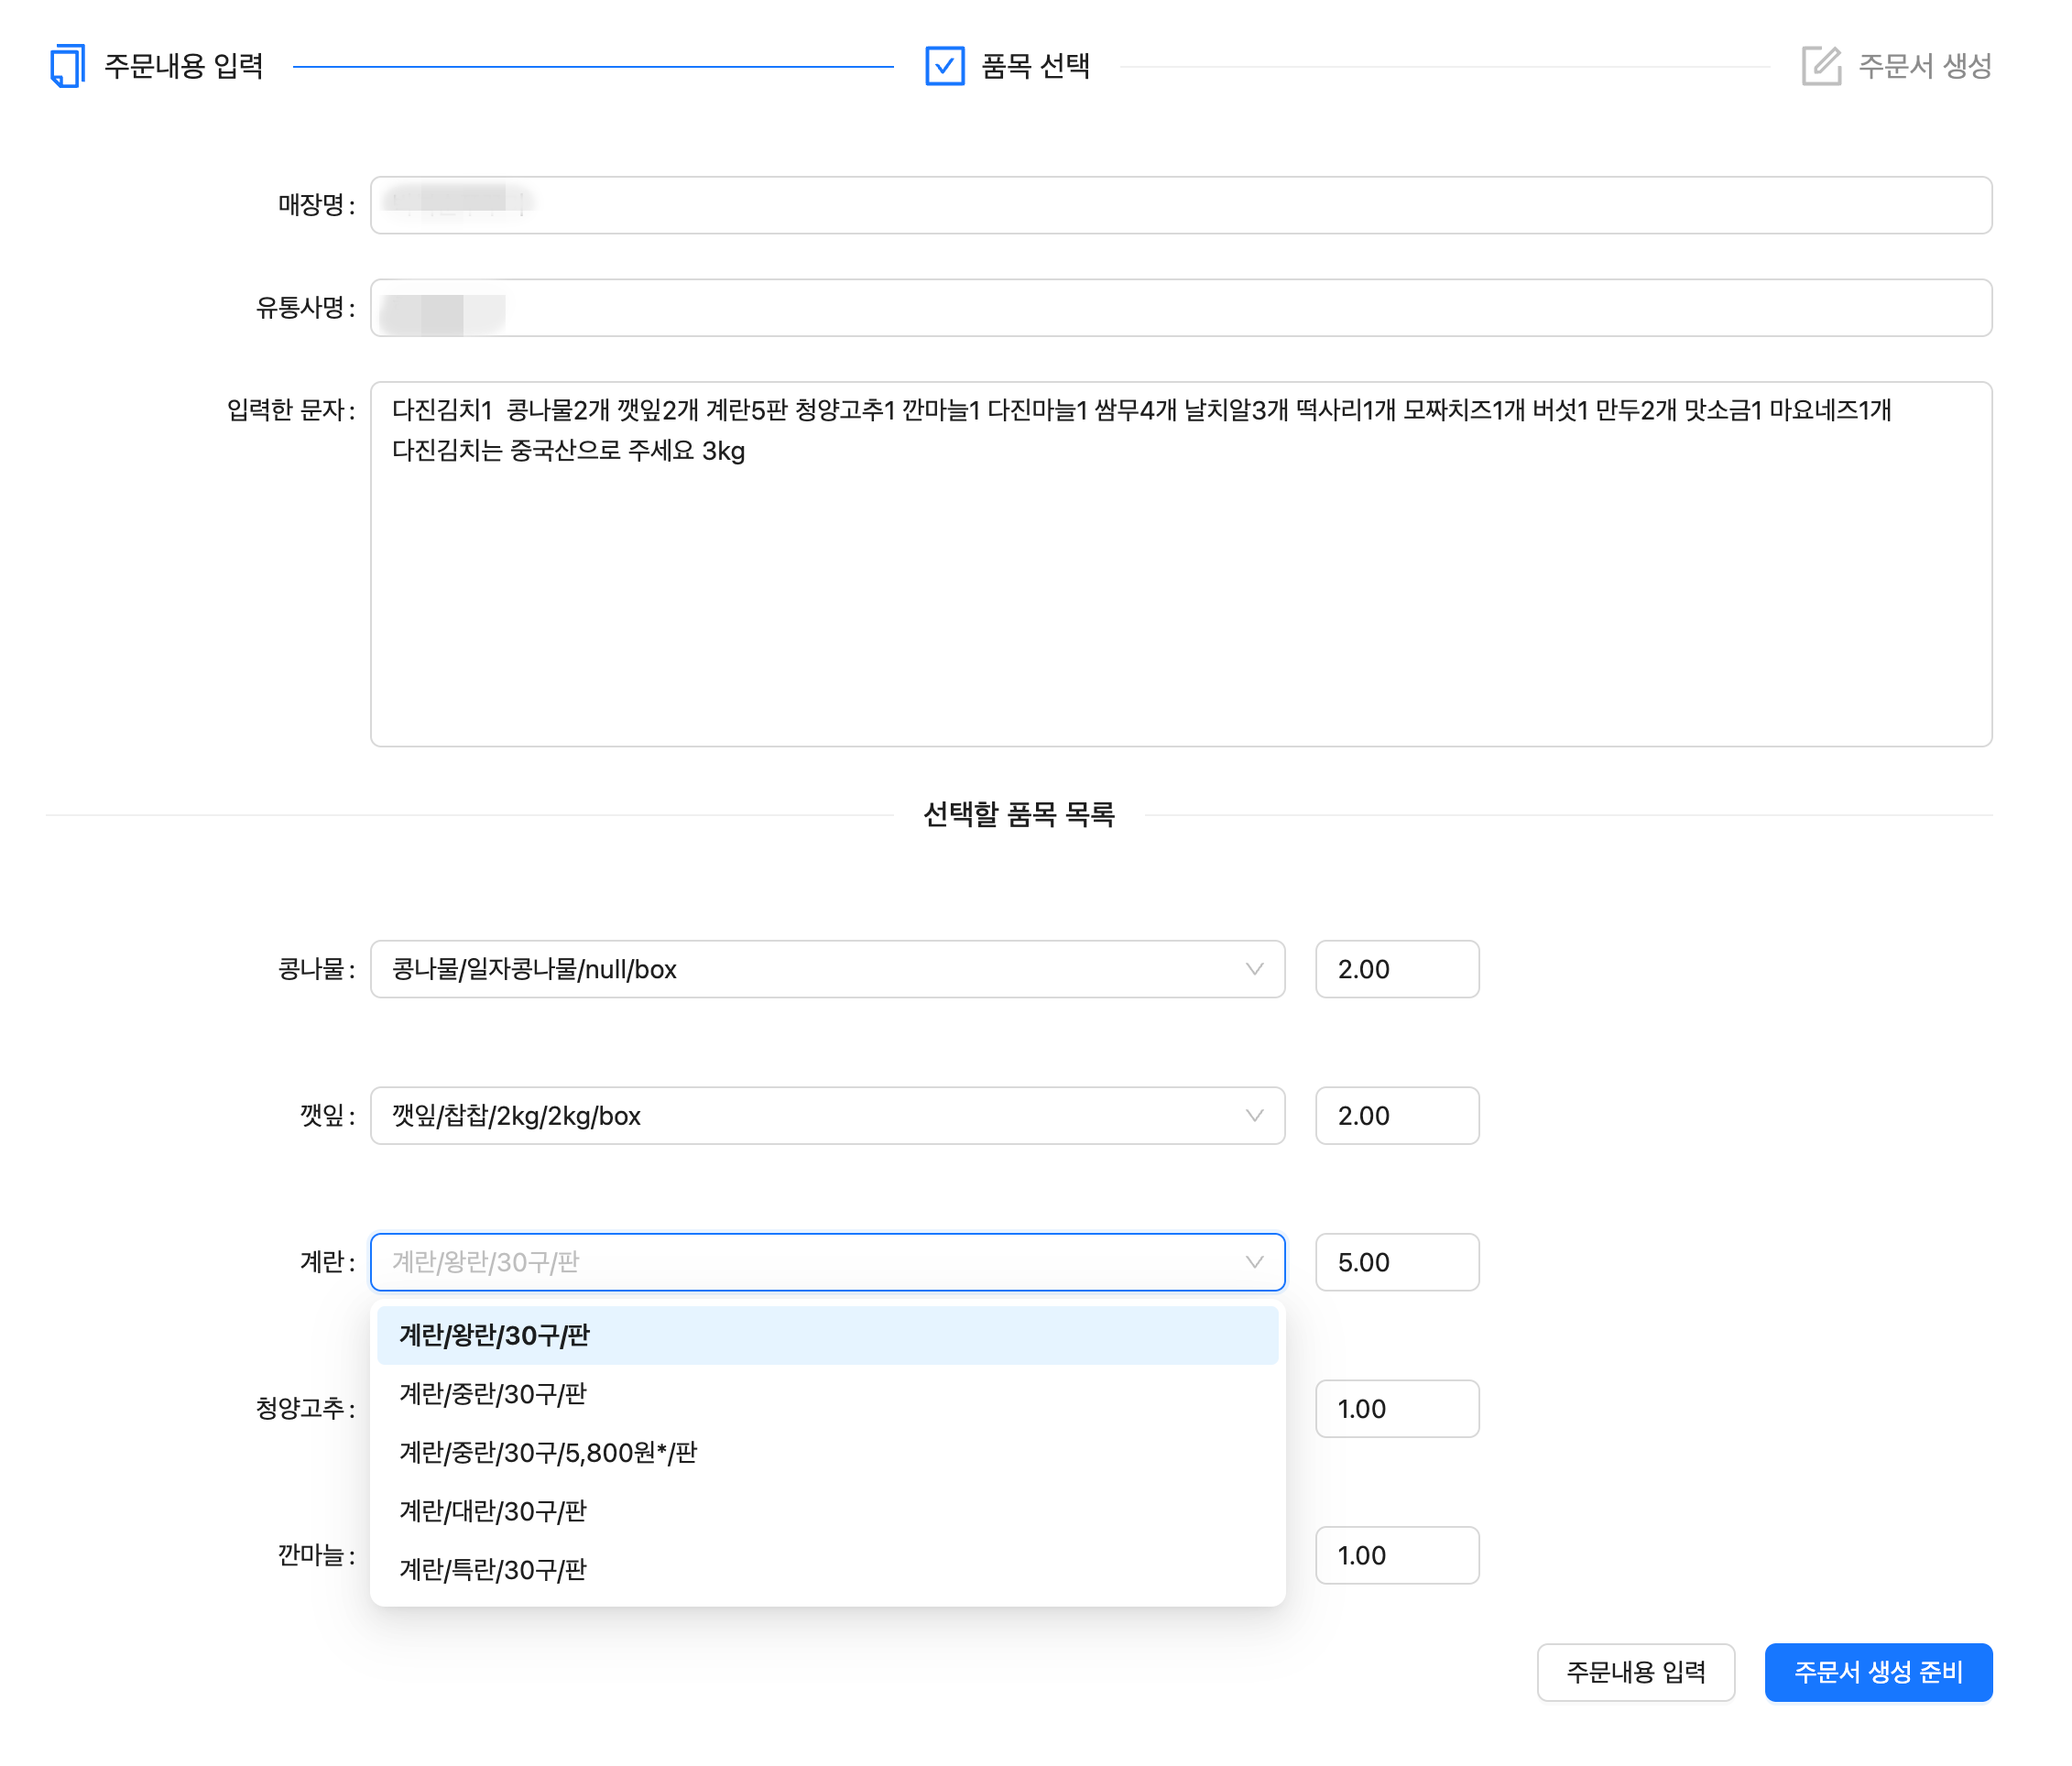 주문내용 입력
품목 선택
주문서 생성
매장명 :
유통사명 :
입력한 문자 :
다진김치1  콩나물2개 깻잎2개 계란5판 청양고추1 깐마늘1 다진마늘1 쌈무4개 날치알3개 떡사리1개 모짜치즈1개 버섯1 만두2개 맛소금1 마요네즈1개
다진김치는 중국산으로 주세요 3kg
선택할 품목 목록
콩나물 : 콩나물/일자콩나물/null/box 2.00
깻잎 : 깻잎/찹찹/2kg/2kg/box 2.00
계란 : 계란/왕란/30구/판 5.00
계란/왕란/30구/판
계란/중란/30구/판
계란/중란/30구/5,800원*/판
계란/대란/30구/판
계란/특란/30구/판
청양고추 : 1.00
깐마늘 : 1.00
주문내용 입력
주문서 생성 준비